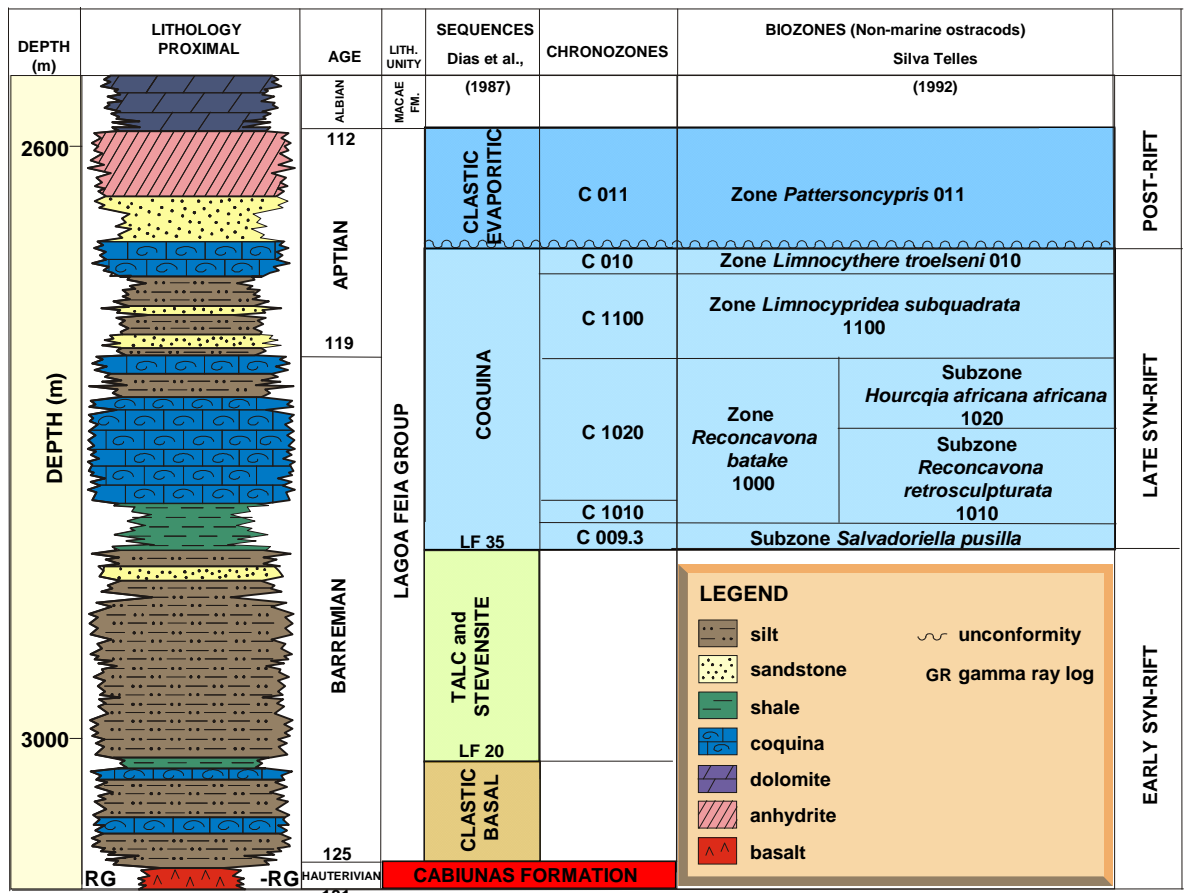 DEPTH
(m)
LITHOLOGY
PROXIMAL
AGE
LITH.
UNITY
SEQUENCES
Dias et al.,
(1987)
CHRONOZONES
BIOZONES (Non-marine ostracods)
Silva Telles
(1992)
2600
DEPTH (m)
3000
RG
-RG
ALBIAN
112
APTIAN
119
BARREMIAN
125
HAUTERIVIAN
MACAE
FM.
LAGOA FEIA GROUP
CABIUNAS FORMATION
CLASTIC
EVAPORITIC
COQUINA
LF 35
TALC and
STEVENSITE
LF 20
CLASTIC
BASAL
C 011
C 010
C 1100
C 1020
C 1010
C 009.3
Zone Pattersoncypris 011
Zone Limnocythere troelseni 010
Zone Limnocypridea subquadrata
1100
Zone
Reconcavona
batake
1000
Subzone
Hourcqia africana africana
1020
Subzone
Reconcavona
retrosculpturata
1010
Subzone Salvadoriella pusilla
POST-RIFT
LATE SYN-RIFT
EARLY SYN-RIFT
LEGEND
silt
sandstone
shale
coquina
dolomite
anhydrite
basalt
unconformity
GR gamma ray log